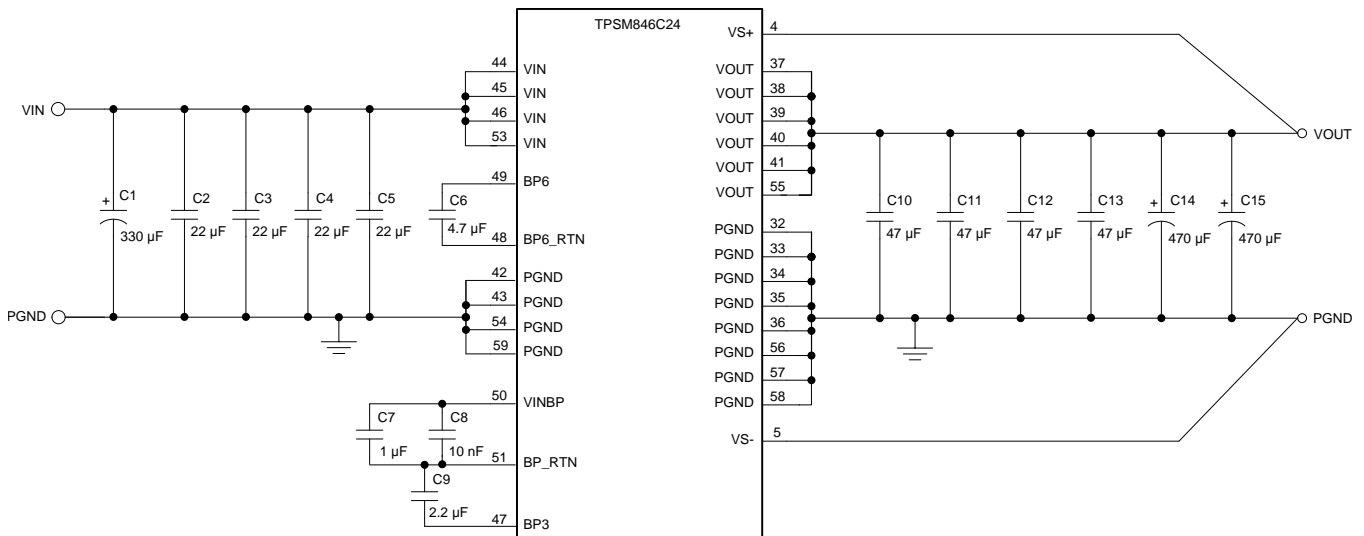 TPSM846C24
VIN
PGND
C1
+
330 µF
C2
22 µF
C3
22 µF
C4
22 µF
C5
22 µF
C6
4.7 µF
C7
1 µF
C8
10 nF
C9
2.2 µF
44 VIN
45 VIN
46 VIN
53 VIN
49 BP6
48 BP6_RTN
42 PGND
43 PGND
54 PGND
59 PGND
50 VINBP
51 BP_RTN
47 BP3
VS+ 4
VOUT 37
VOUT 38
VOUT 39
VOUT 40
VOUT 41
VOUT 55
PGND 32
PGND 33
PGND 34
PGND 35
PGND 36
PGND 56
PGND 57
PGND 58
VS- 5
C10
47 µF
C11
47 µF
C12
47 µF
C13
47 µF
+
C14
470 µF
+
C15
470 µF
VOUT
PGND